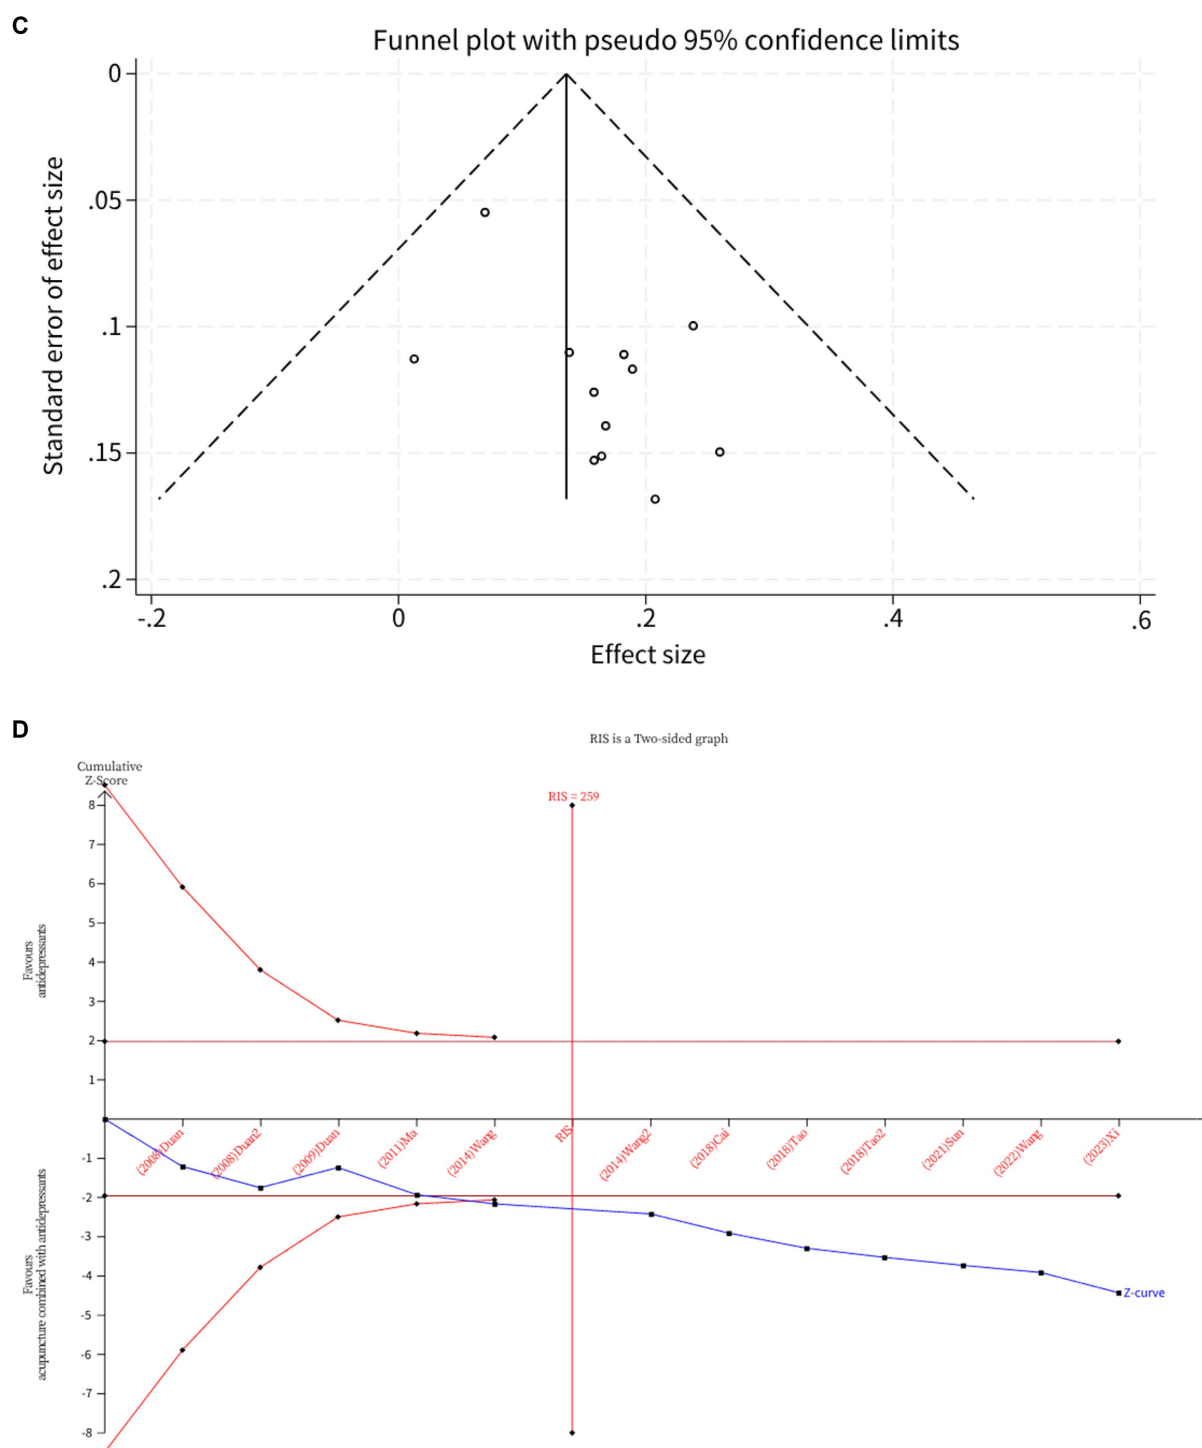 C
Funnel plot with pseudo 95% confidence limits
Standard error of effect size
0
.05
.1
.15
.2
-.2
0
.2
.4
.6
Effect size
D
RIS is a Two-sided graph
Cumulative
Z-Score
RIS = 259
8
7
6
5
4
3
2
1
-1
-2
-3
-4
-5
-6
-7
-8
Favours
antidepressants
Favours
acupuncture combined with antidepressants
(2008)Duan
(2008)Duan2
(2009)Duan
(2011)Ma
(2014)Wang
RIS
(2014)Wang2
(2018)Cai
(2018)Tao
(2018)Tao2
(2021)Sun
(2022)Wang
(2023)Xi
Z-curve